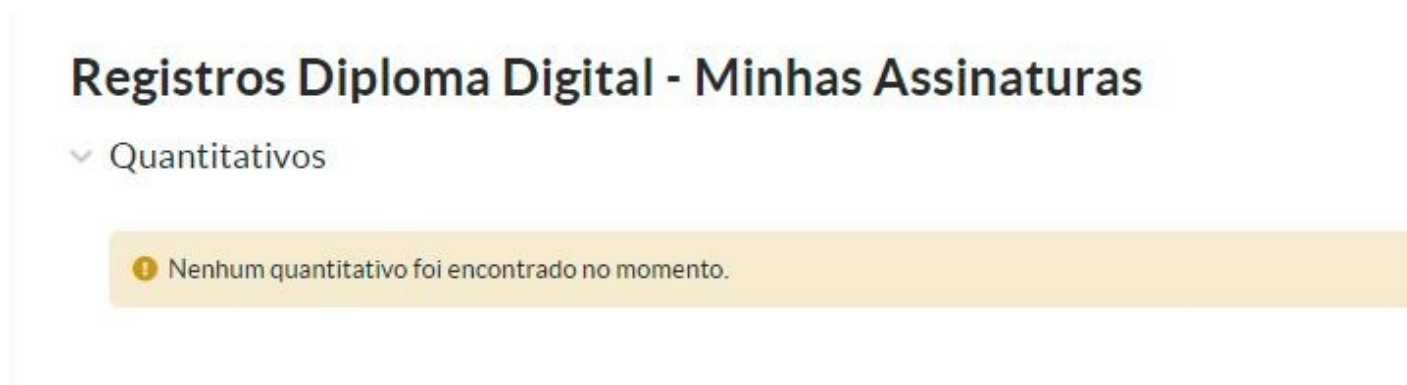 Registros Diploma Digital - Minhas Assinaturas
Quantitativos
Nenhum quantitativo foi encontrado no momento.